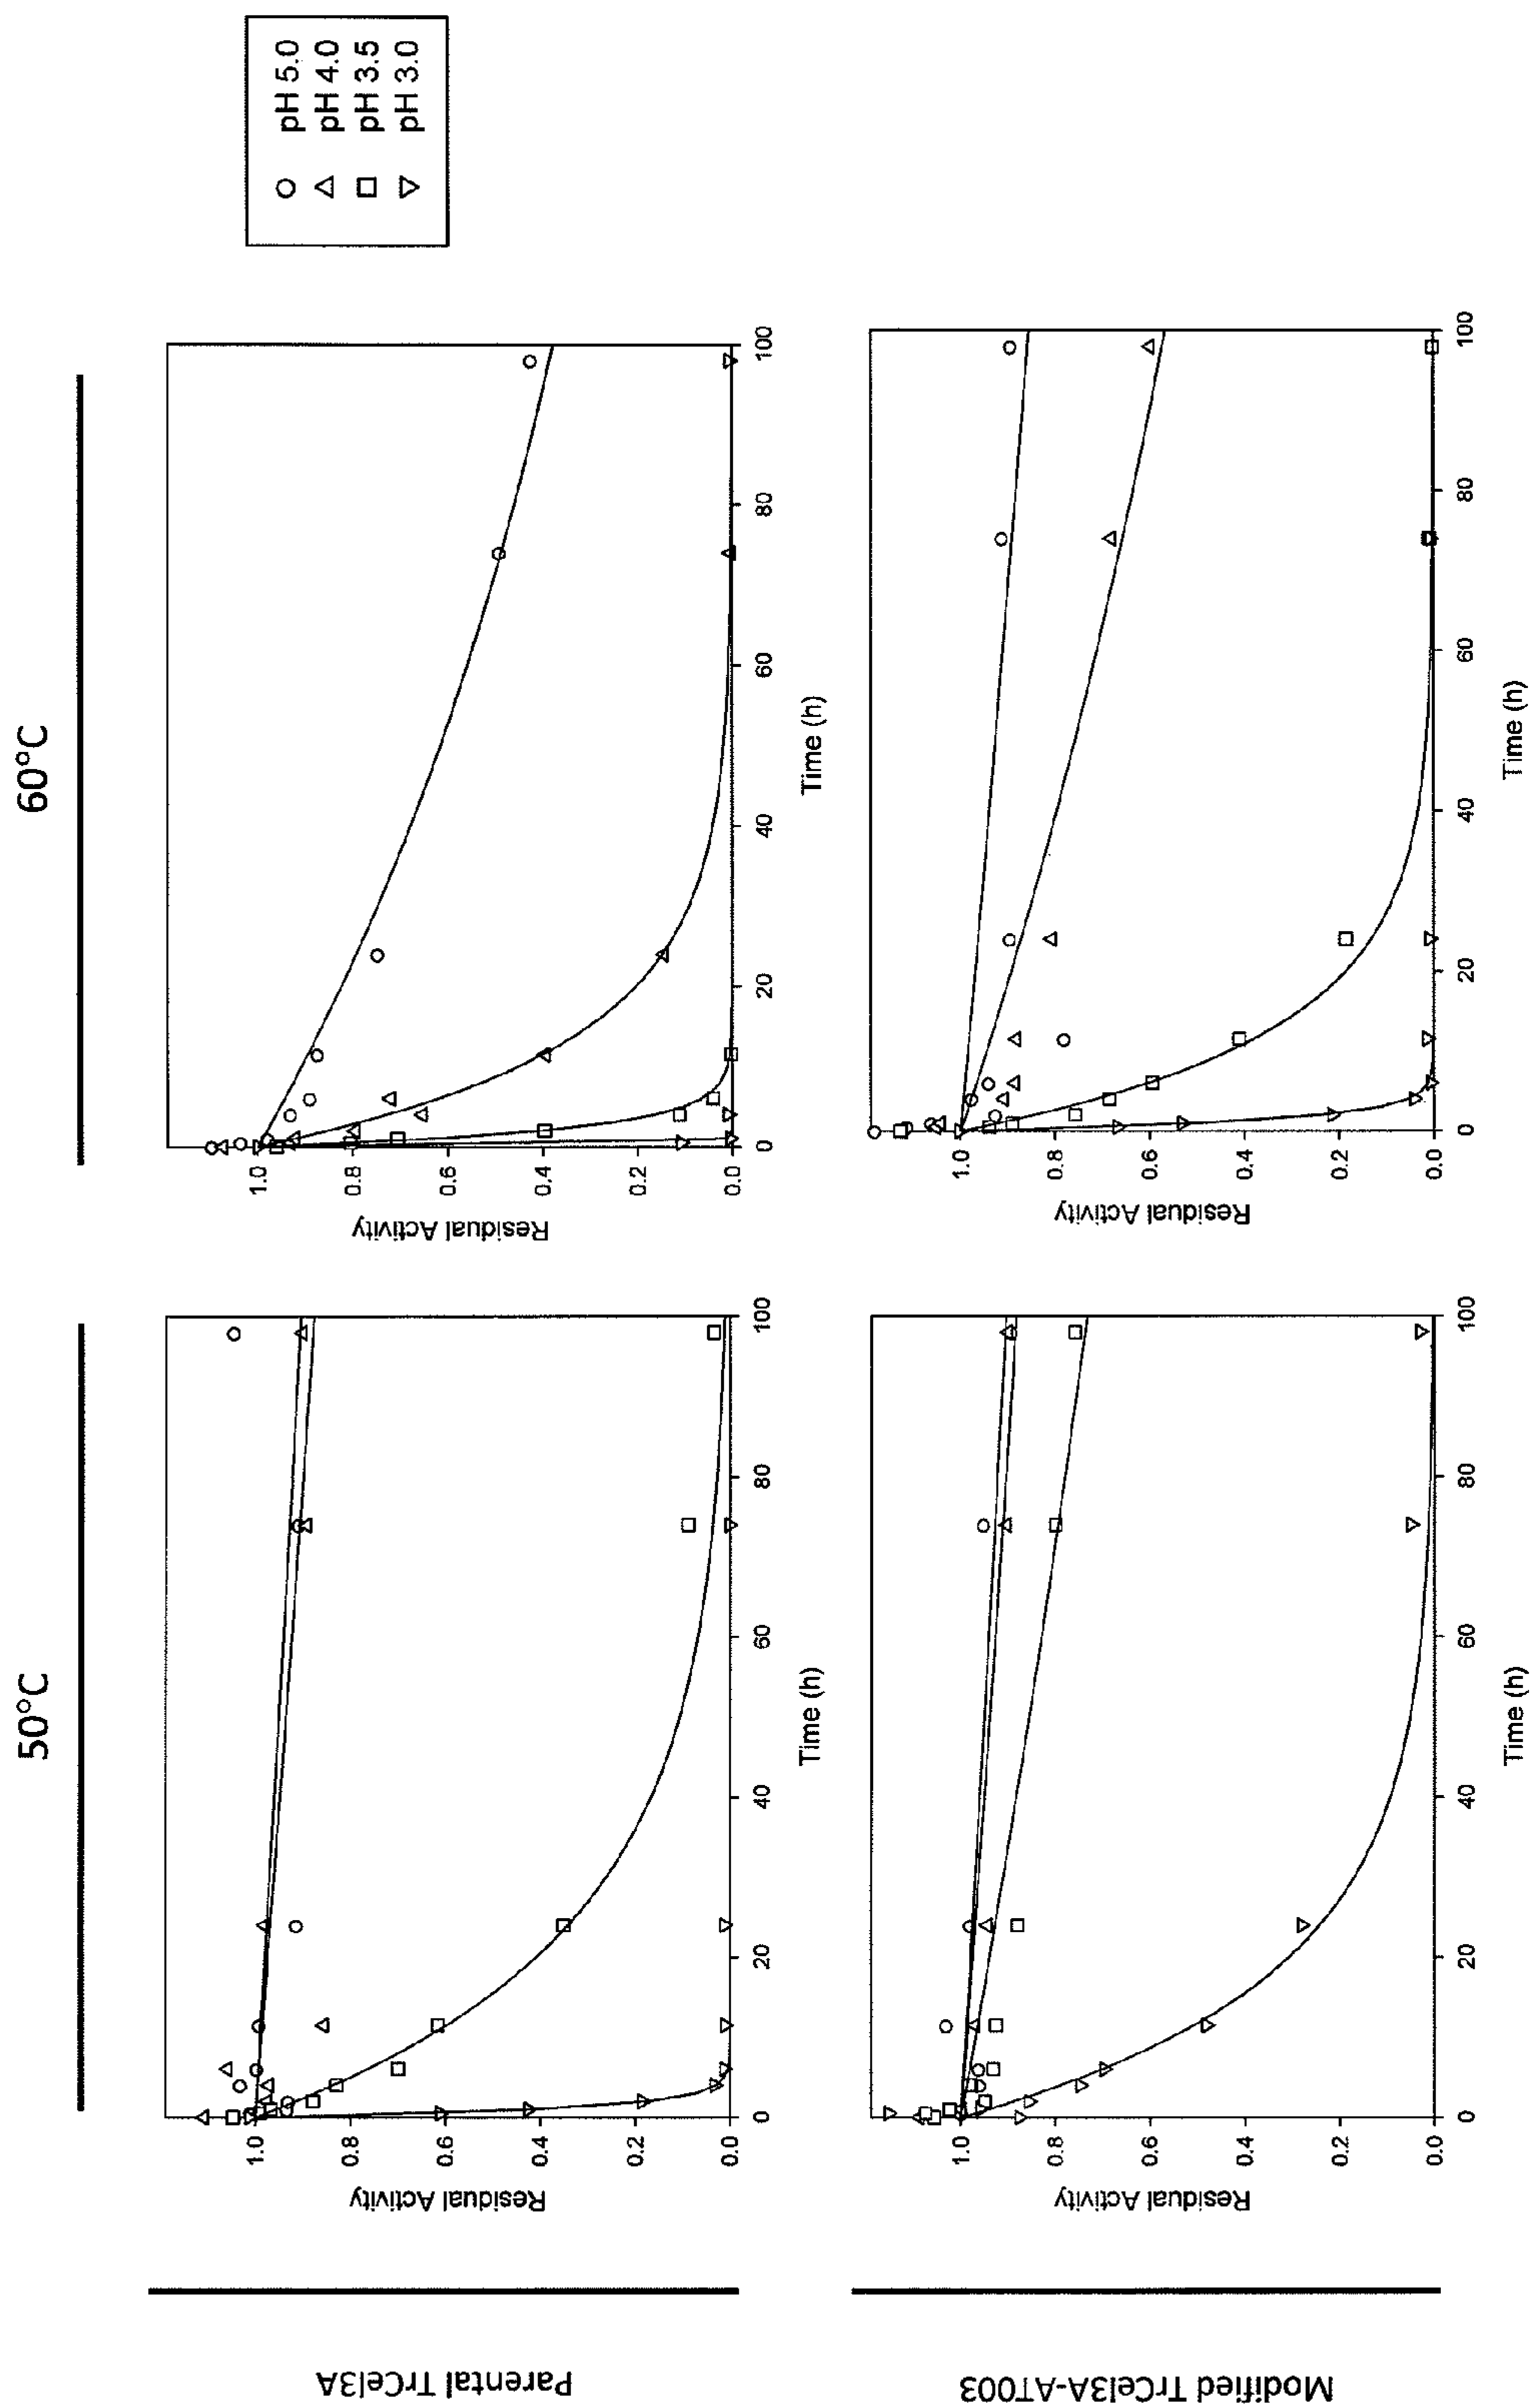 50°C
60°C
○ pH 5.0
△ pH 4.0
□ pH 3.5
▽ pH 3.0
Parental TrCel3A
Residual Activity
1.0
0.8
0.6
0.4
0.2
0.0
0 20 40 60 80 100
Time (h)
Residual Activity
1.0
0.8
0.6
0.4
0.2
0.0
0 20 40 60 80 100
Time (h)
Modified TrCel3A-AT003
Residual Activity
1.0
0.8
0.6
0.4
0.2
0.0
0 20 40 60 80 100
Time (h)
Residual Activity
1.0
0.8
0.6
0.4
0.2
0.0
0 20 40 60 80 100
Time (h)